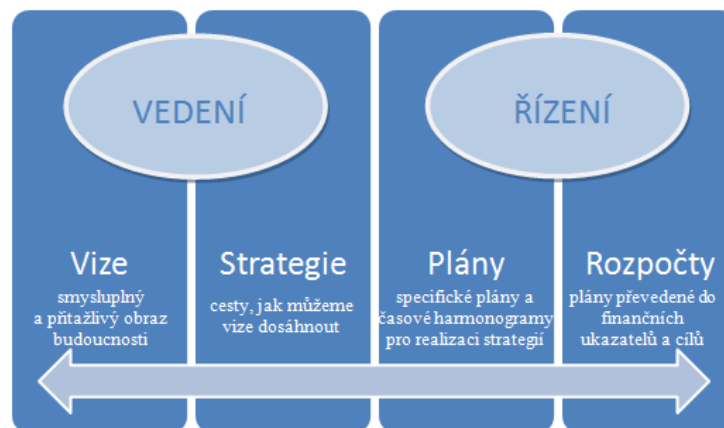 VEDENÍ
ŘÍZENÍ
Vize
smysluplný
a přitažlivý obraz
budoucnosti
Strategie
cesty, jak můžeme
vize dosáhnout
Plány
specifické plány a
časové harmonogramy
pro realizaci strategií
Rozpočty
plány převedené do
finančních
ukazatelů a cílů